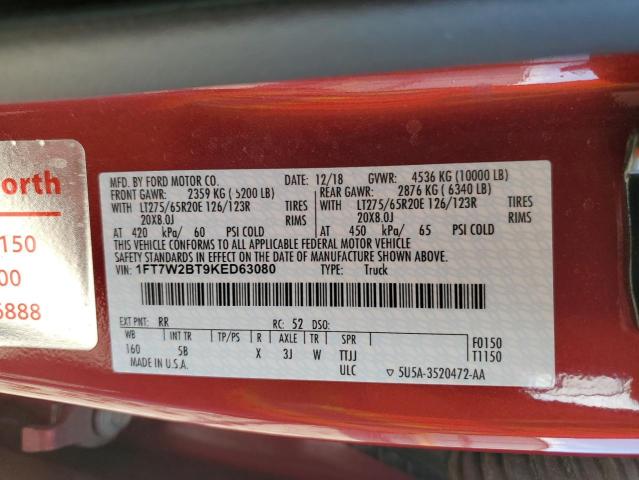 orth
150
00
6888
MFD. BY FORD MOTOR CO. DATE: 12/18 GVWR: 4536 KG (10000 LB)
FRONT GAWR: 2359 KG (5200 LB) REAR GAWR: 2876 KG (6340 LB)
WITH LT275/65R20E 126/123R TIRES WITH LT275/65R20E 126/123R TIRES
20X8.0J RIMS 20X8.0J RIMS
AT 420 kPa/ 60 PSI COLD AT 450 kPa/ 65 PSI COLD
THIS VEHICLE CONFORMS TO ALL APPLICABLE FEDERAL MOTOR VEHICLE
SAFETY STANDARDS IN EFFECT ON THE DATE OF MANUFACTURE SHOWN ABOVE.
VIN: 1FT7W2BT9KED63080 TYPE: Truck
EXT PNT: RR RC: 52 DSO:
WB INT TR TP/PS R AXLE TR SPR F0150
160 5B X 3J W TTJJ T1150
MADE IN U.S.A. ULC ▽ 5U5A-3520472-AA